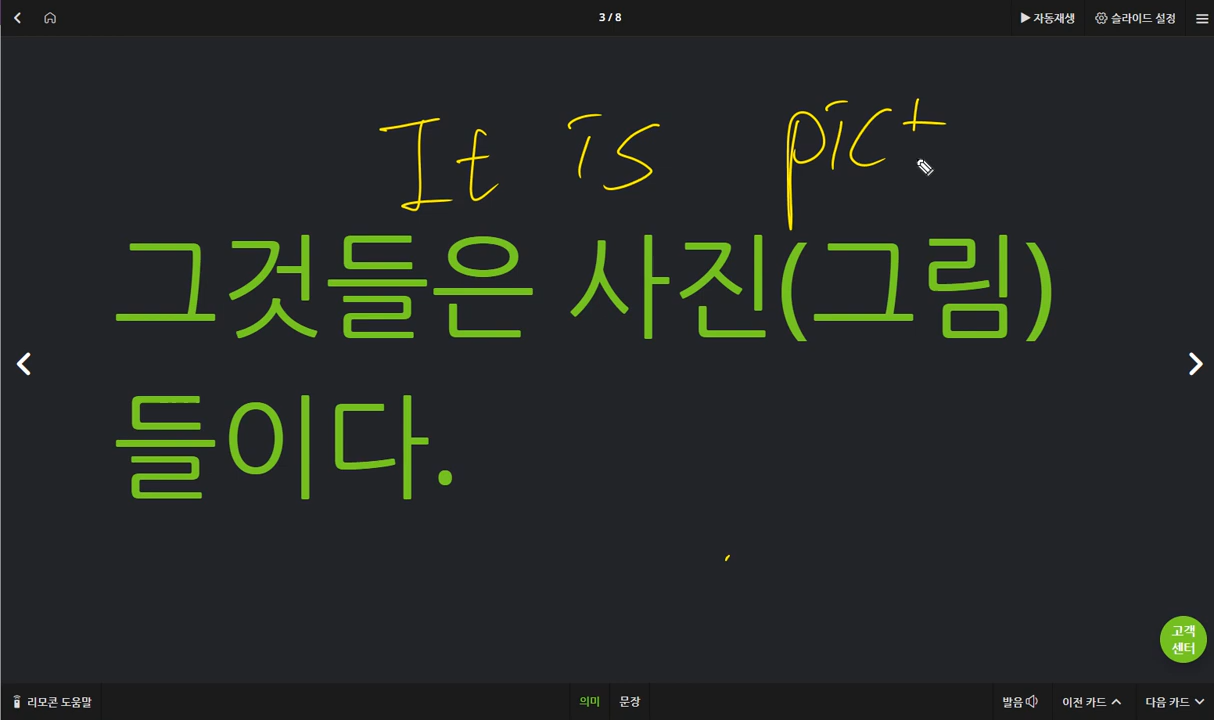 3 / 8
자동재생
슬라이드 설정
It is pict
그것들은 사진(그림)
들이다.
고객
센터
리모콘 도움말
의미
문장
발음
이전 카드
다음 카드